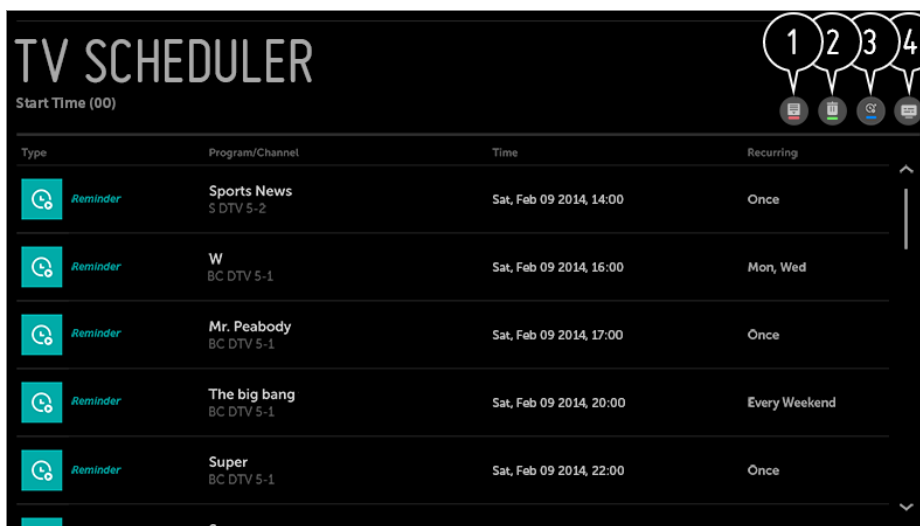 1 2 3 4
TV SCHEDULER
Start Time (00)
Type Program/Channel Time Recurring
Reminder Sports News Sat, Feb 09 2014, 14:00 Once
S DTV 5-2
Reminder W Sat, Feb 09 2014, 16:00 Mon, Wed
BC DTV 5-1
Reminder Mr. Peabody Sat, Feb 09 2014, 17:00 Once
BC DTV 5-1
Reminder The big bang Sat, Feb 09 2014, 20:00 Every Weekend
BC DTV 5-1
Reminder Super Sat, Feb 09 2014, 22:00 Once
BC DTV 5-1